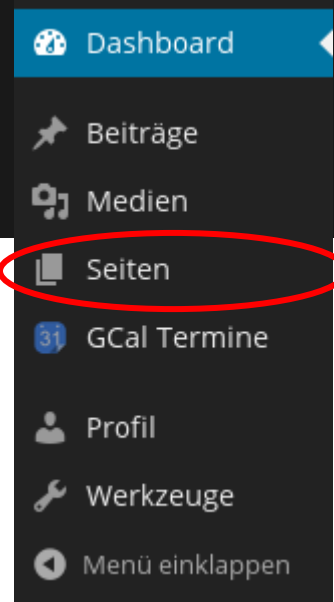 Dashboard
Beiträge
Medien
Seiten
31
GCal Termine
Profil
Werkzeuge
Menü einklappen